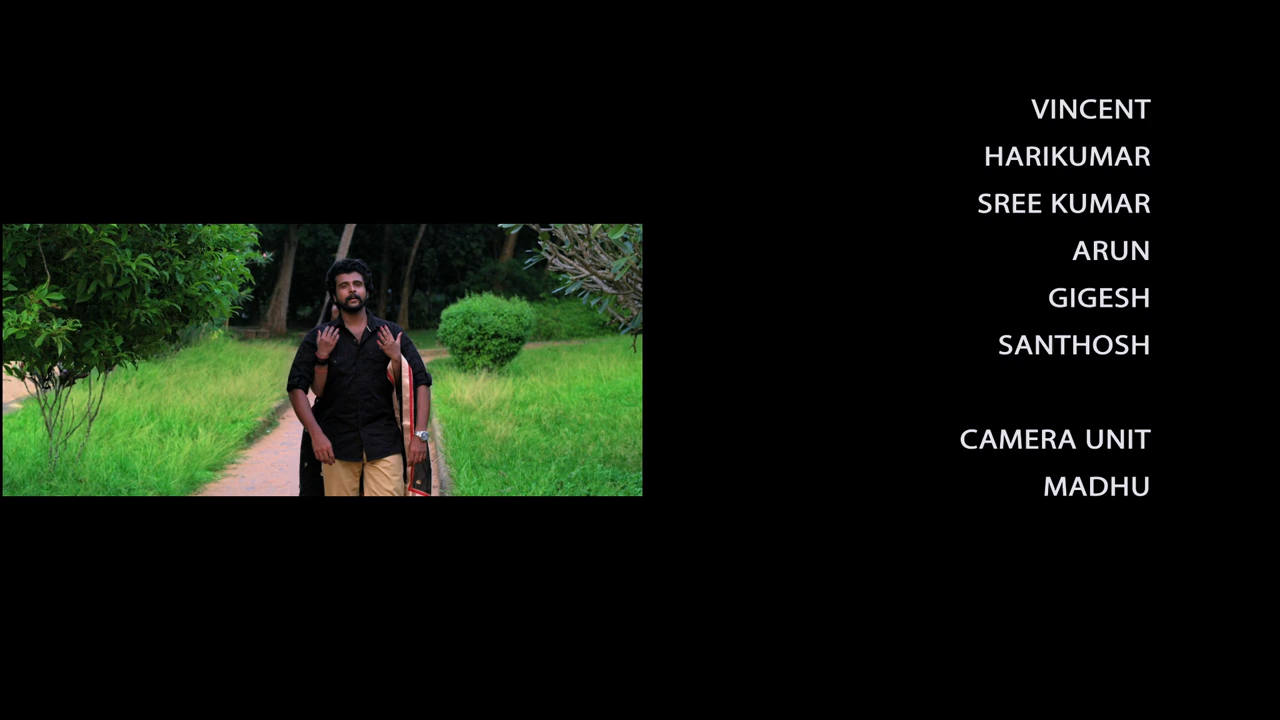 VINCENT
HARIKUMAR
SREE KUMAR
ARUN
GIGESH
SANTHOSH
CAMERA UNIT
MADHU